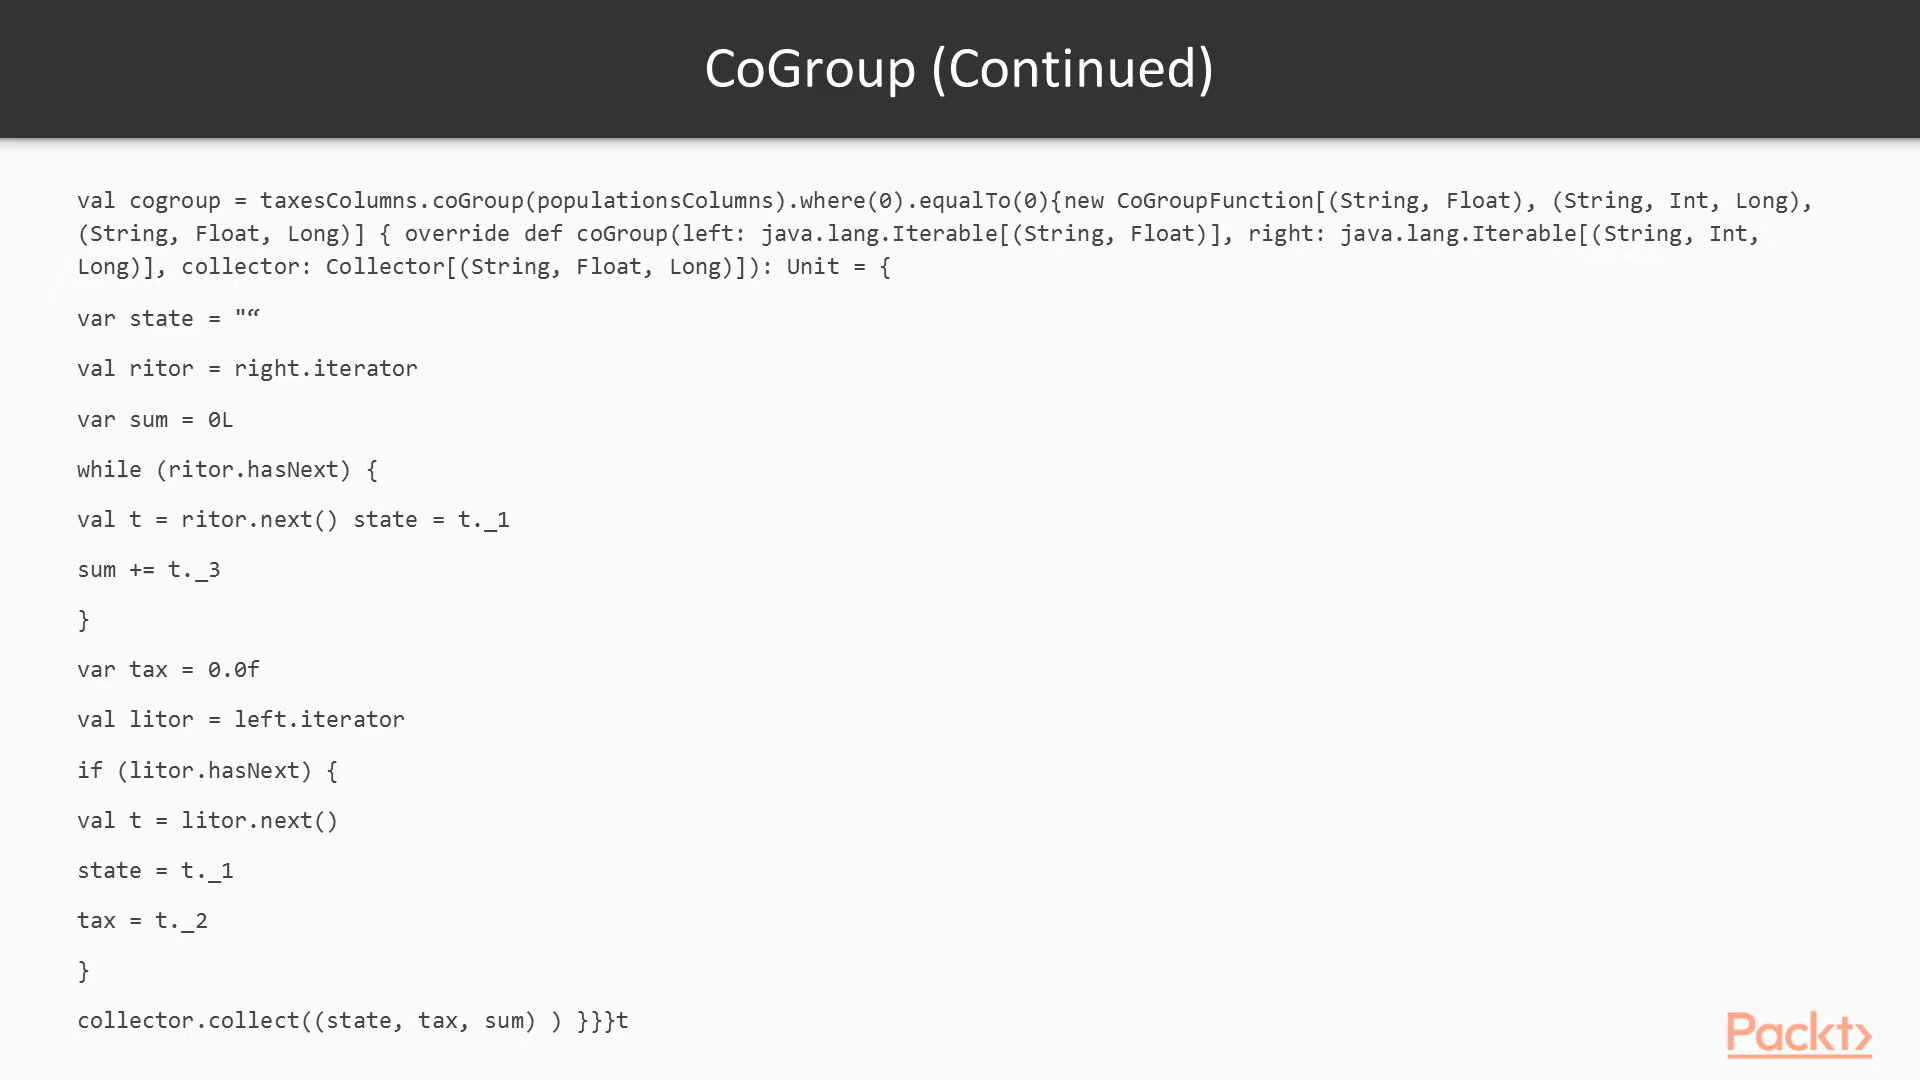 CoGroup (Continued)
val cogroup = taxesColumns.coGroup(populationsColumns).where(0).equalTo(0){new CoGroupFunction[(String, Float), (String, Int, Long),
(String, Float, Long)] { override def coGroup(left: java.lang.Iterable[(String, Float)], right: java.lang.Iterable[(String, Int,
Long)], collector: Collector[(String, Float, Long)]): Unit = {
var state = "“
val ritor = right.iterator
var sum = 0L
while (ritor.hasNext) {
val t = ritor.next() state = t._1
sum += t._3
}
var tax = 0.0f
val litor = left.iterator
if (litor.hasNext) {
val t = litor.next()
state = t._1
tax = t._2
}
collector.collect((state, tax, sum) ) }}}t
Packt>